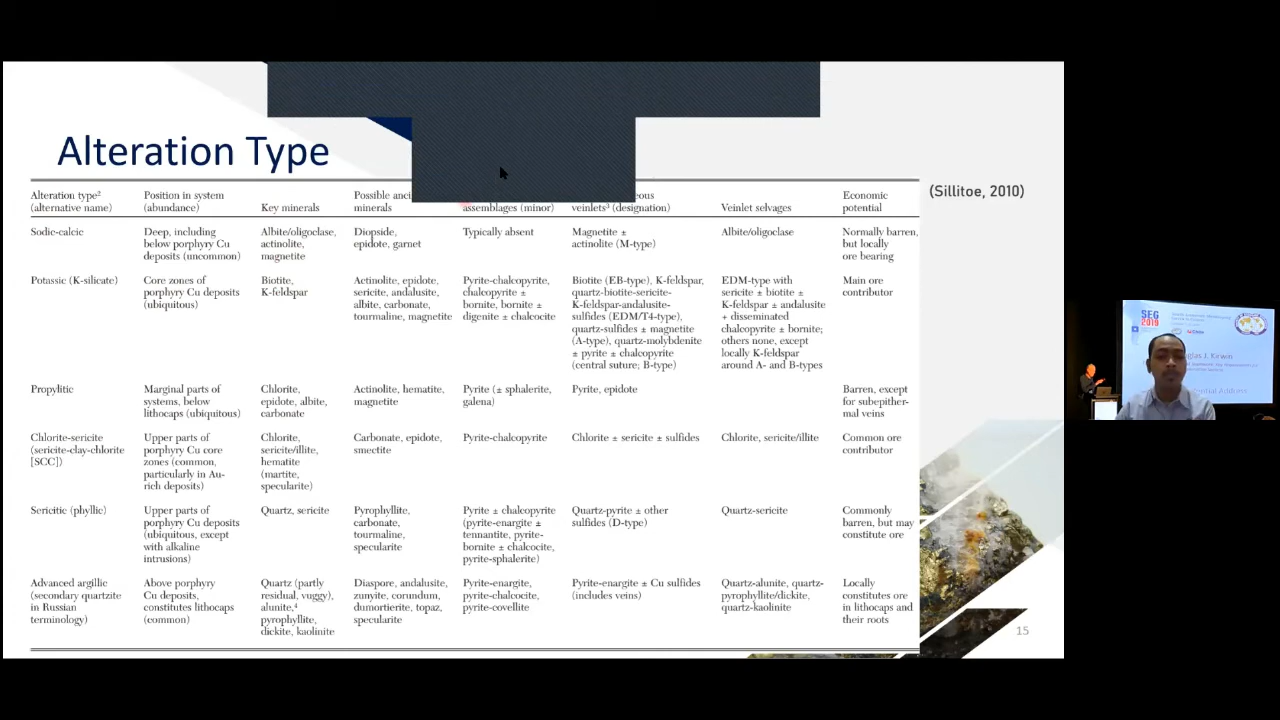 Alteration Type
(Sillitoe, 2010)
Alteration type² Position in system Possible Economic
(alternative name) (abundance) Key minerals minerals assemblages (minor) veinlets³ (designation) Veinlet selvages potential
Sodic-calcic Deep, including Albite/oligoclase, Diopside, Typically absent Magnetite ± Albite/oligoclase Normally barren,
below porphyry Cu actinolite, epidote, garnet actinolite (M-type) but locally
deposits (uncommon) magnetite ore bearing
Potassic (K-silicate) Core zones of Biotite, Actinolite, epidote, Pyrite-chalcopyrite, Biotite (EB-type), K-feldspar, EDM-type with Main ore
porphyry Cu deposits K-feldspar sericite, andalusite, chalcopyrite ± quartz-biotite-sericite- sericite ± biotite ± contributor
(ubiquitous) albite, carbonate, bornite, bornite ± K-feldspar-andalusite- K-feldspar ± andalusite
tourmaline, magnetite digenite ± chalcocite sulfides (EDM/T4-type), + disseminated
quartz-sulfides ± magnetite chalcopyrite ± bornite;
(A-type), quartz-molybdenite others none, except
± pyrite ± chalcopyrite locally K-feldspar
(central suture; B-type) around A- and B-types
Propylitic Marginal parts of Chlorite, Actinolite, hematite, Pyrite (± sphalerite, Pyrite, epidote Barren, except
systems, below epidote, albite, magnetite galena) for subepither-
lithocaps (ubiquitous) carbonate mal veins
Chlorite-sericite Upper parts of Chlorite, Carbonate, epidote, Pyrite-chalcopyrite Chlorite ± sericite ± sulfides Chlorite, sericite/illite Common ore
(sericite-clay-chlorite porphyry Cu core sericite/illite, smectite contributor
[SCC]) zones (common, hematite
particularly in Au- (martite,
rich deposits) specularite)
Sericitic (phyllic) Upper parts of Quartz, sericite Pyrophyllite, Pyrite ± chalcopyrite Quartz-pyrite ± other Quartz-sericite Commonly
porphyry Cu deposits carbonate, (pyrite-enargite ± sulfides (D-type) barren, but may
(ubiquitous, except tourmaline, tennantite, pyrite- constitute ore
with alkaline specularite bornite ± chalcocite,
intrusions) pyrite-sphalerite)
Advanced argillic Above porphyry Quartz (partly Diaspore, andalusite, Pyrite-enargite, Pyrite-enargite ± Cu sulfides Quartz-alunite, quartz- Locally
(secondary quartzite Cu deposits, residual, vuggy), zunyite, corundum, pyrite-chalcocite, (includes veins) pyrophyllite/dickite, constitutes ore
in Russian constitutes lithocaps alunite,⁴ dumortierite, topaz, pyrite-covellite quartz-kaolinite in lithocaps and
terminology) (common) pyrophyllite, specularite their roots
dickite, kaolinite
15
SEG
2019
J. Kirwin